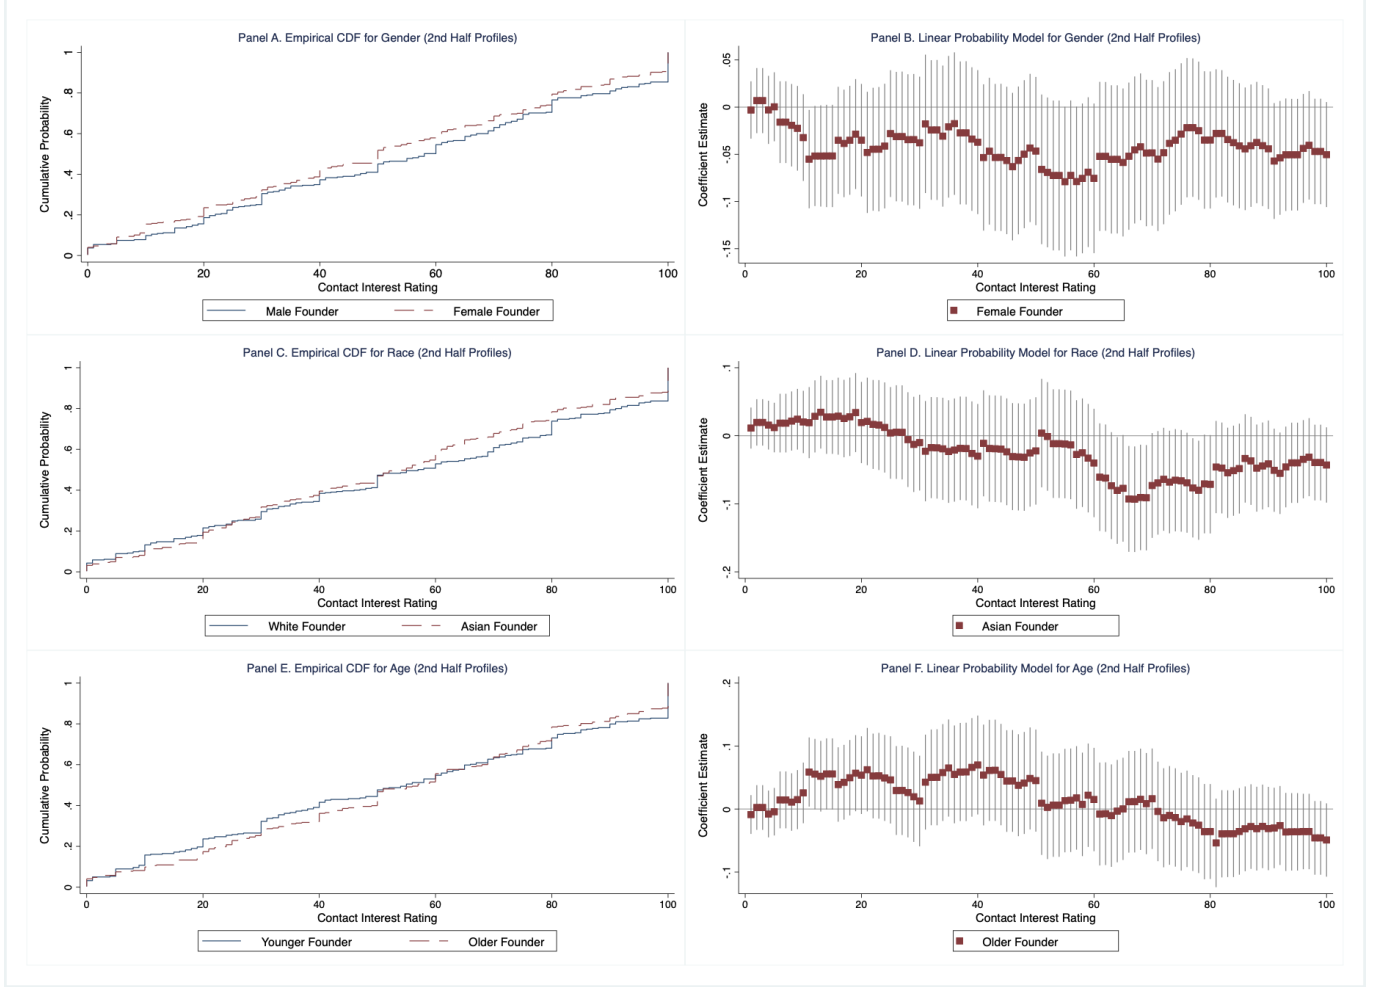 Panel A. Empirical CDF for Gender (2nd Half Profiles)
Cumulative Probability
1
.8
.6
.4
.2
0
0 20 40 60 80 100
Contact Interest Rating
Male Founder Female Founder
Panel B. Linear Probability Model for Gender (2nd Half Profiles)
Coefficient Estimate
.05
0
-.05
-.1
-.15
0 20 40 60 80 100
Contact Interest Rating
Female Founder
Panel C. Empirical CDF for Race (2nd Half Profiles)
Cumulative Probability
1
.8
.6
.4
.2
0
0 20 40 60 80 100
Contact Interest Rating
White Founder Asian Founder
Panel D. Linear Probability Model for Race (2nd Half Profiles)
Coefficient Estimate
.1
0
-.1
-.2
0 20 40 60 80 100
Contact Interest Rating
Asian Founder
Panel E. Empirical CDF for Age (2nd Half Profiles)
Cumulative Probability
1
.8
.6
.4
.2
0
0 20 40 60 80 100
Contact Interest Rating
Younger Founder Older Founder
Panel F. Linear Probability Model for Age (2nd Half Profiles)
Coefficient Estimate
.2
.1
0
-.1
0 20 40 60 80 100
Contact Interest Rating
Older Founder